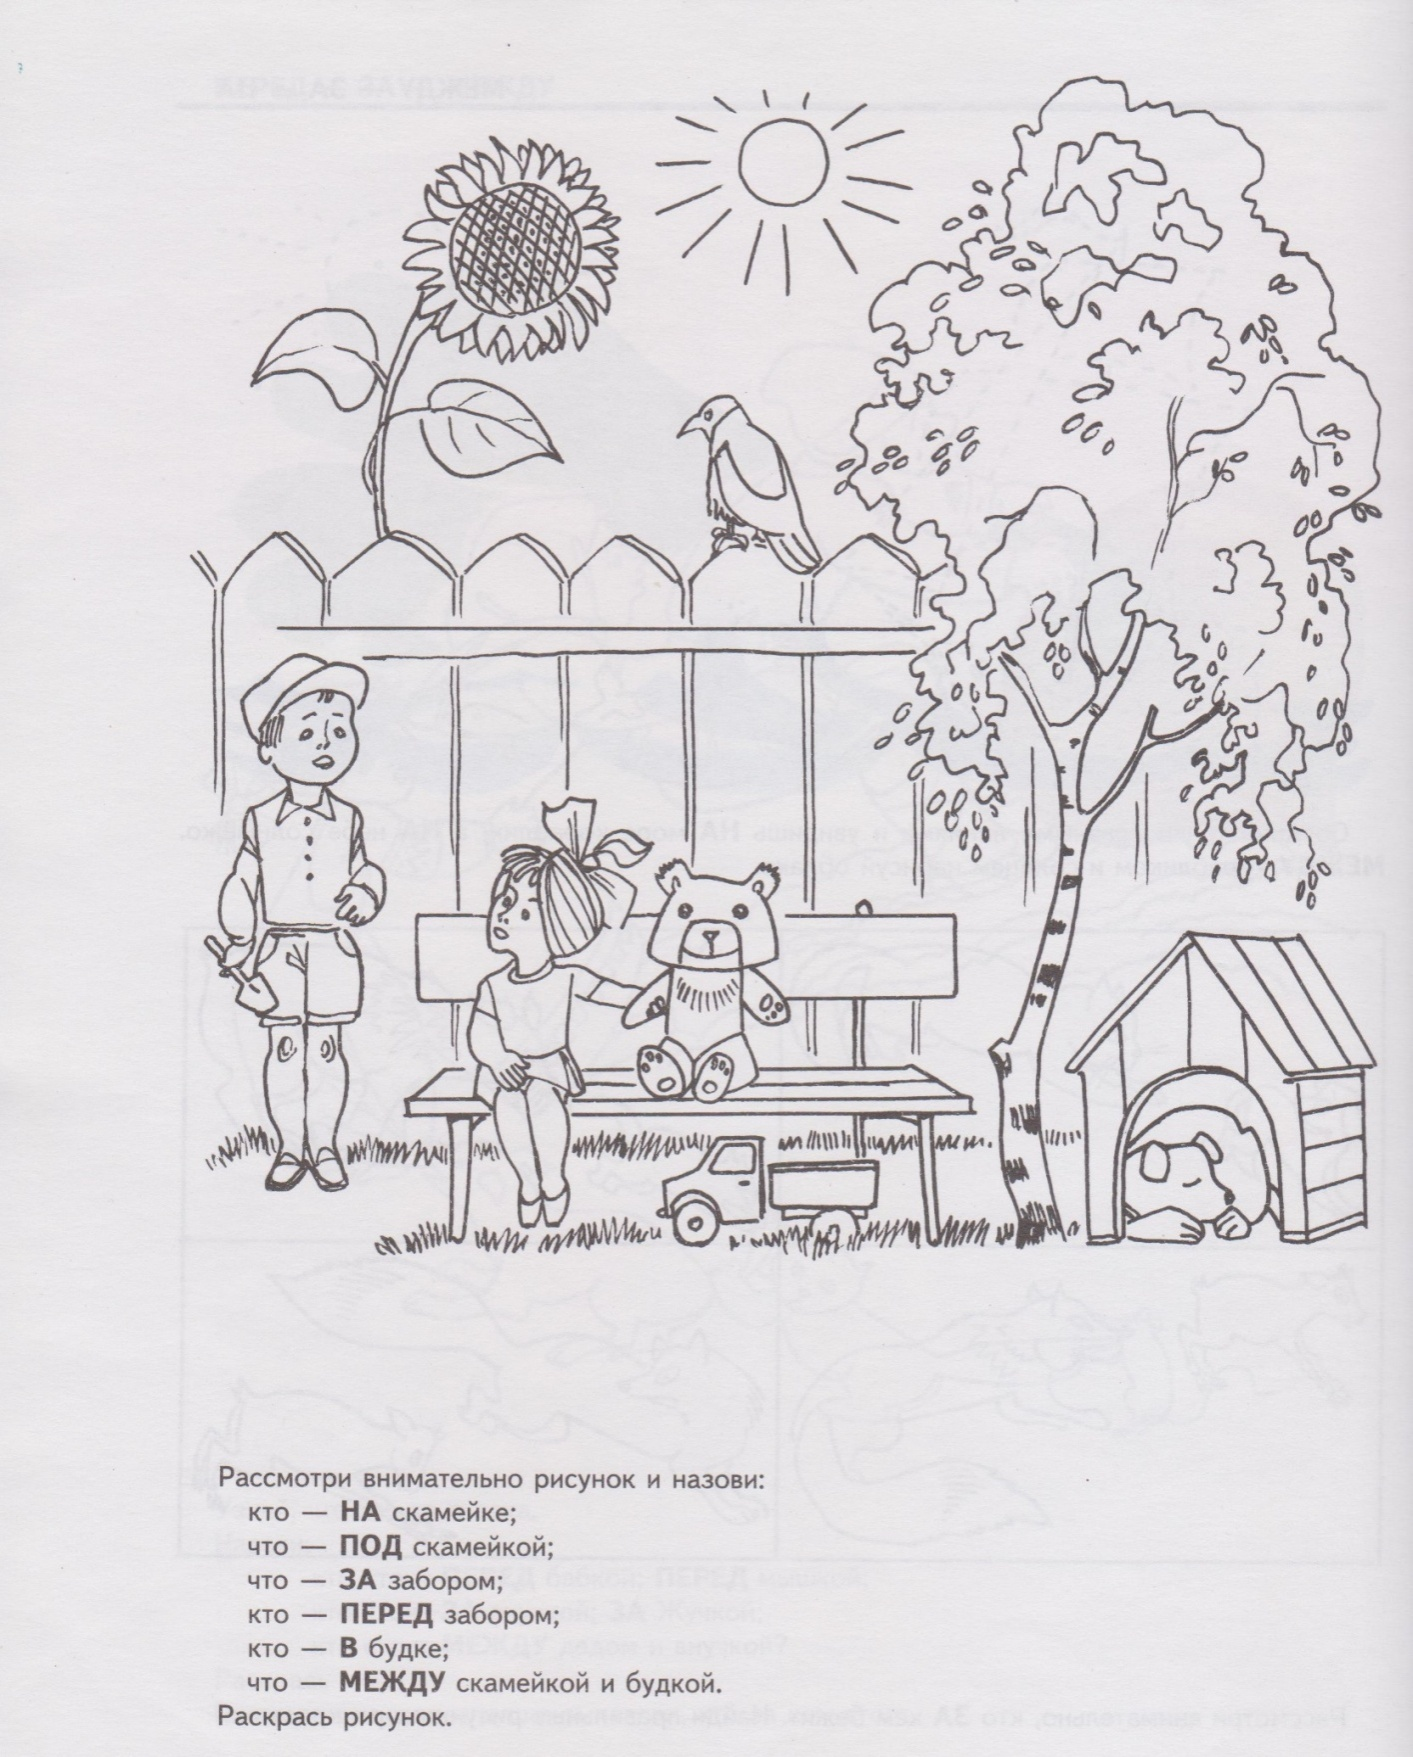 Рассмотри внимательно рисунок и назови:
кто — НА скамейке;
что — ПОД скамейкой;
что — ЗА забором;
кто — ПЕРЕД забором;
кто — В будке;
что — МЕЖДУ скамейкой и будкой.
Раскрась рисунок.